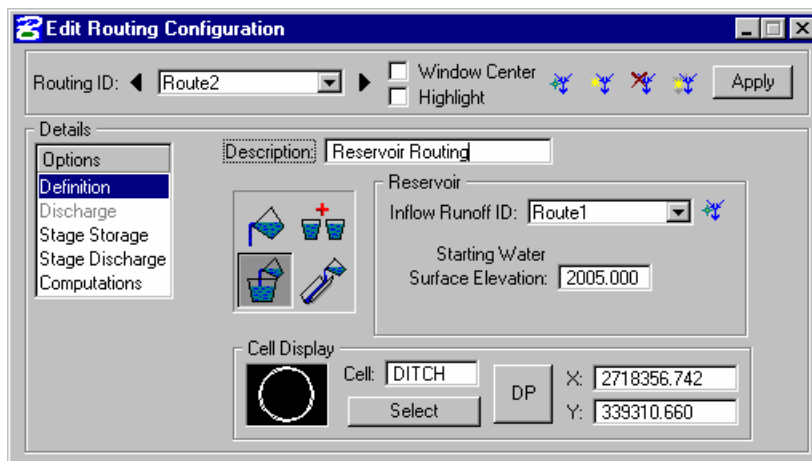 Edit Routing Configuration
Routing ID: Route2 Window Center Apply
Highlight
Details
Options Description: Reservoir Routing
Definition
Discharge
Stage Storage
Stage Discharge
Computations
Reservoir
Inflow Runoff ID: Route1
Starting Water
Surface Elevation: 2005.000
Cell Display
Cell: DITCH DP X: 2718356.742
Select Y: 339310.660